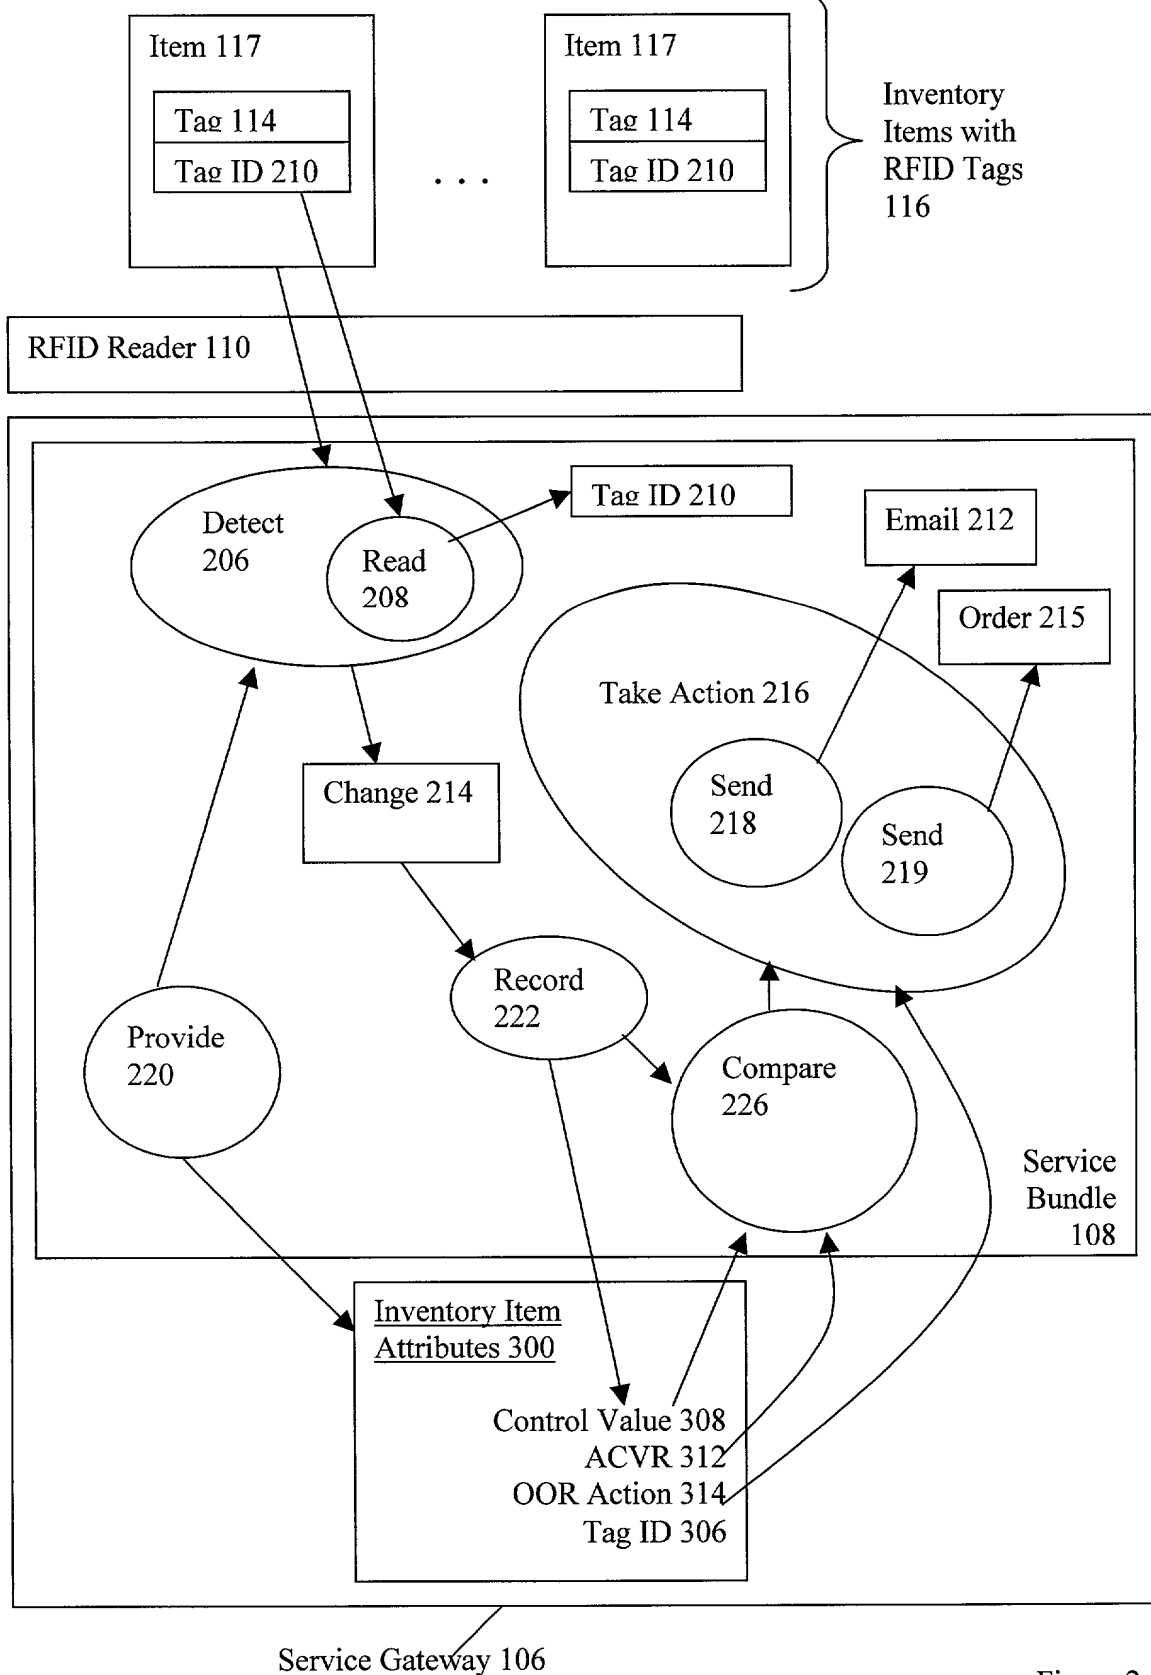 Item 117
Tag 114
Tag ID 210
. . .
Item 117
Tag 114
Tag ID 210
Inventory
Items with
RFID Tags
116
RFID Reader 110
Detect
206
Read
208
Tag ID 210
Email 212
Order 215
Take Action 216
Send
218
Send
219
Change 214
Record
222
Provide
220
Compare
226
Service
Bundle
108
Inventory Item
Attributes 300
Control Value 308
ACVR 312
OOR Action 314
Tag ID 306
Service Gateway 106